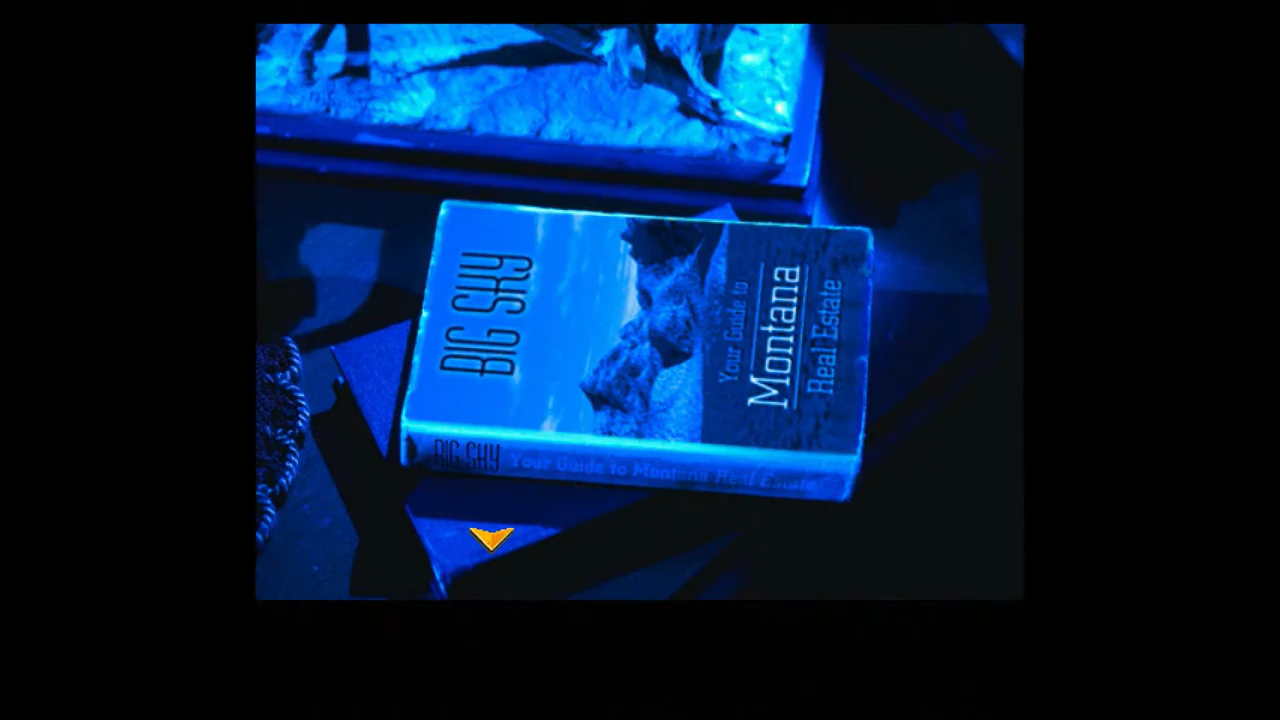 BIG SKY
Your Guide to
Montana
Real Estate
BIG SKY Your Guide to Montana Real Estate